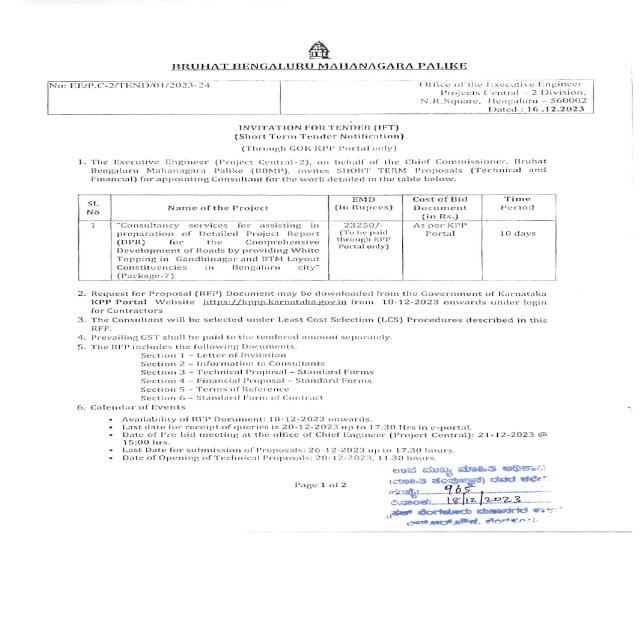 BRUHAT BENGALURU MAHANAGARA PALIKE
No: EE/P.C-2/TEND/01/2023-24
Office of the Executive Engineer
Projects Central – 2 Division,
N.R.Square, Bengaluru – 560002
Dated : 16 .12.2023
INVITATION FOR TENDER (IFT)
(Short Term Tender Notification)
(Through GOK KPP Portal only)
1. The Executive Engineer (Project Central-2), on behalf of the Chief Commissioner, Bruhat
Bengaluru Mahanagara Palike (BBMP), invites SHORT TERM Proposals (Technical and
Financial) for appointing Consultant for the work detailed in the table below.
Sl. No
Name of the Project
EMD (In Rupees)
Cost of Bid Document (in Rs.)
Time Period
1
"Consultancy services for assisting in
preparation of Detailed Project Report
(DPR) for the Comprehensive
Development of Roads by providing White
Topping in Gandhinagar and BTM Layout
Constituencies in Bengaluru city"
(Package-7)
23250/-
(To be paid
through KPP
Portal only)
As per KPP
Portal
10 days
2. Request for Proposal (RFP) Document may be downloaded from the Government of Karnataka
KPP Portal Website https://kppp.karnataka.gov.in from 18-12-2023 onwards under login
for Contractors
3. The Consultant will be selected under Least Cost Selection (LCS) Procedures described in this
RFP.
4. Prevailing GST shall be paid to the tendered amount separately.
5. The RFP includes the following Documents.
Section 1 – Letter of Invitation
Section 2 – Information to Consultants
Section 3 – Technical Proposal – Standard Forms
Section 4 – Financial Proposal – Standard Forms
Section 5 – Terms of Reference
Section 6 – Standard Form of Contract
6. Calendar of Events
• Availability of RFP Document: 18-12-2023 onwards.
• Last date for receipt of queries is 20-12-2023 up to 17:30 Hrs in e-portal.
• Date of Pre bid meeting at the office of Chief Engineer (Project Central): 21-12-2023 @
15:00 hrs.
• Last Date for submission of Proposals: 26-12-2023 up to 17.30 hours.
• Date of Opening of Technical Proposals: 28-12-2023, 11.30 hours.
Page 1 of 2
ಮುಖ್ಯ ಮಾಹಿತಿ
965
18/12/2023